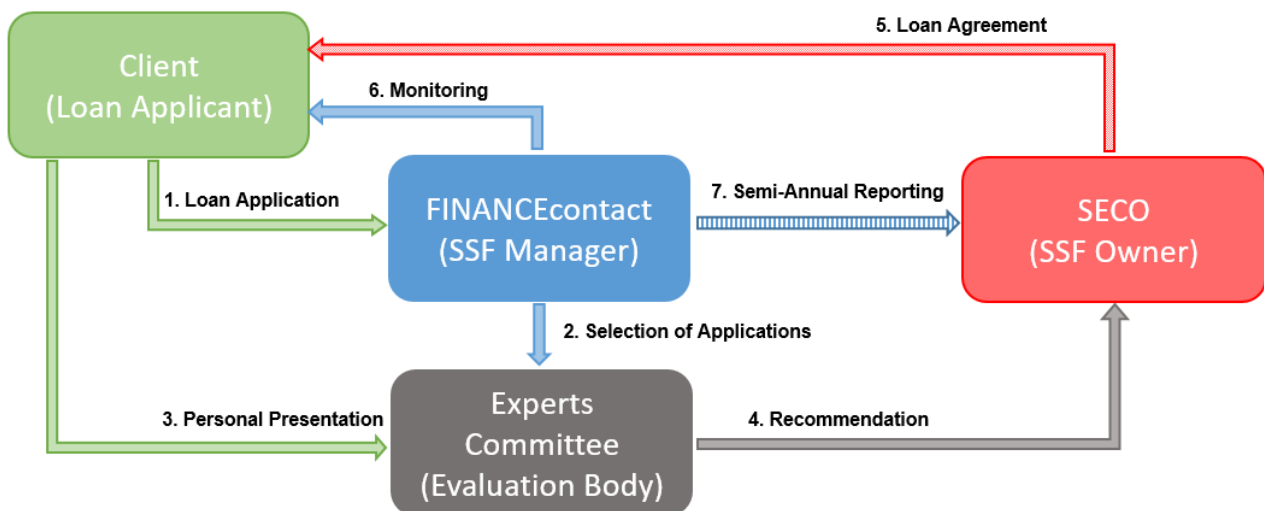 5. Loan Agreement
Client
(Loan Applicant)
6. Monitoring
1. Loan Application
FINANCEcontact
(SSF Manager)
7. Semi-Annual Reporting
SECO
(SSF Owner)
2. Selection of Applications
3. Personal Presentation
Experts
Committee
(Evaluation Body)
4. Recommendation